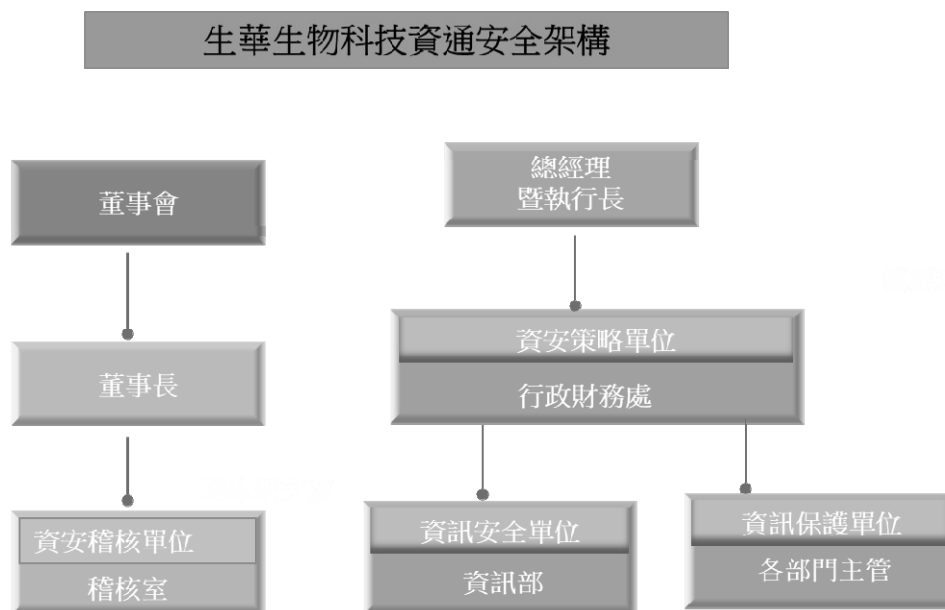 生華生物科技資通安全架構
董事會
董事長
資安稽核單位
稽核室
總經理
暨執行長
資安策略單位
行政財務處
資訊安全單位
資訊部
資訊保護單位
各部門主管